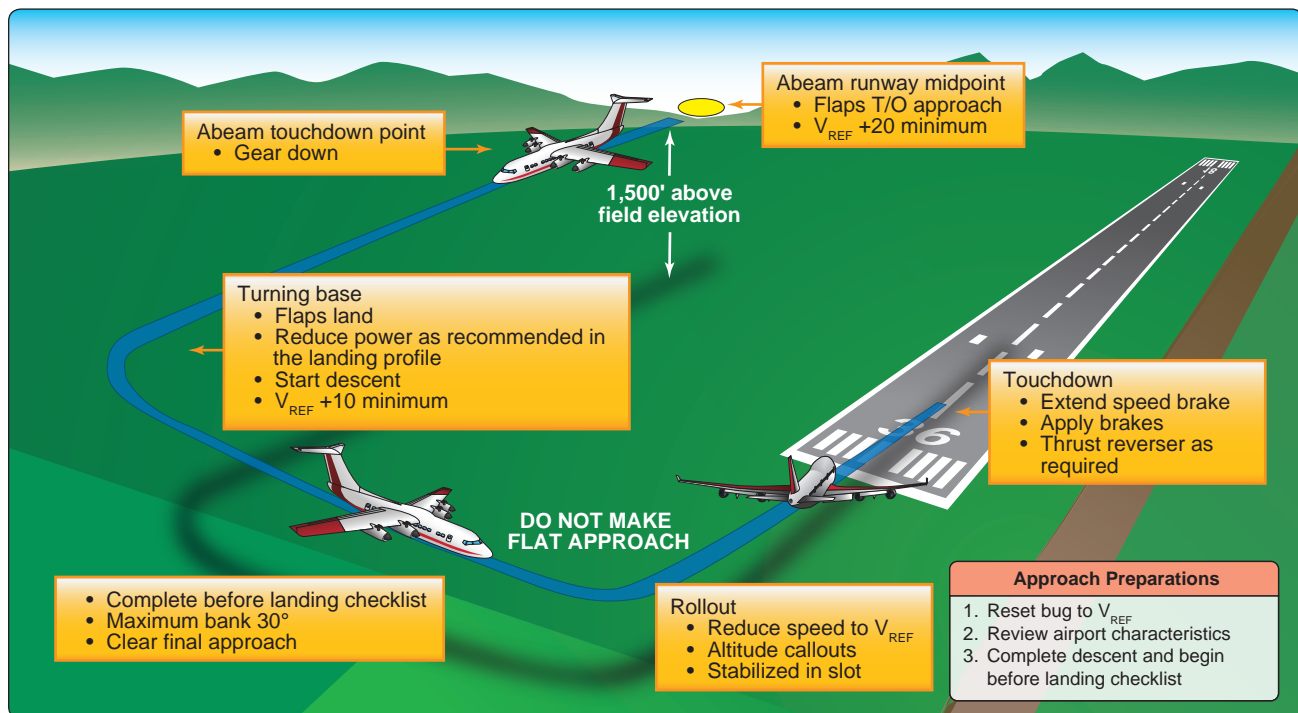 Abeam runway midpoint
• Flaps T/O approach
• VREF +20 minimum
Abeam touchdown point
• Gear down
1,500' above
field elevation
Turning base
• Flaps land
• Reduce power as recommended in
the landing profile
• Start descent
• VREF +10 minimum
18
Touchdown
• Extend speed brake
• Apply brakes
• Thrust reverser as
required
36
DO NOT MAKE
FLAT APPROACH
• Complete before landing checklist
• Maximum bank 30°
• Clear final approach
Rollout
• Reduce speed to VREF
• Altitude callouts
• Stabilized in slot
Approach Preparations
1. Reset bug to VREF
2. Review airport characteristics
3. Complete descent and begin
before landing checklist